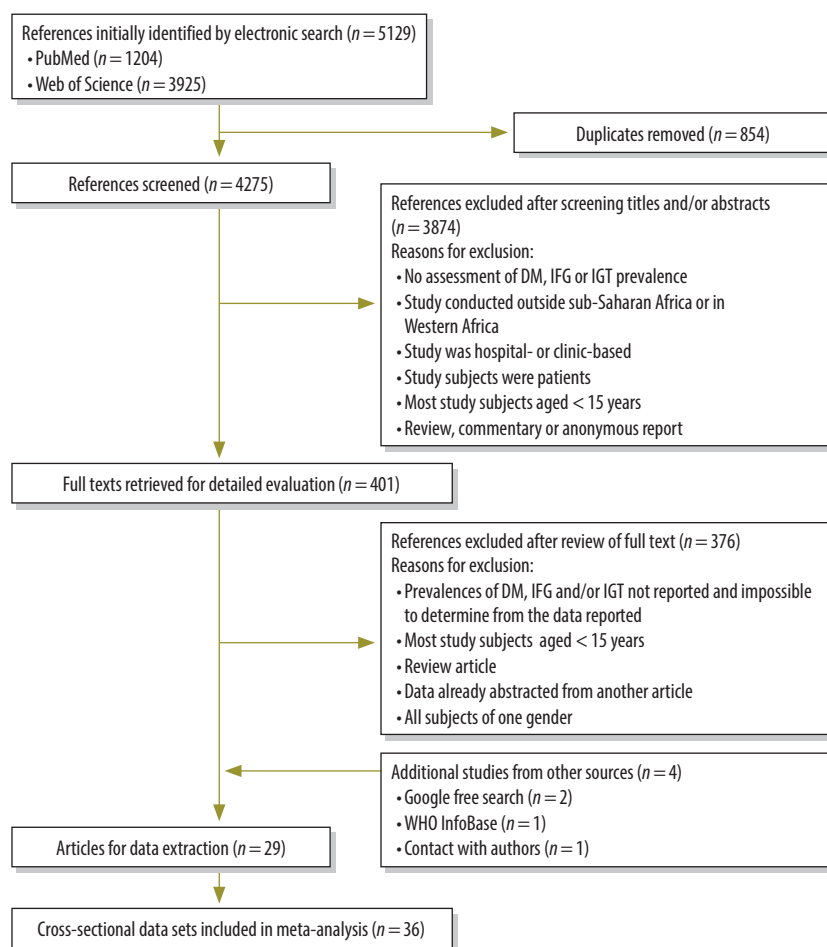 References initially identified by electronic search (n = 5129)
• PubMed (n = 1204)
• Web of Science (n = 3925)
Duplicates removed (n = 854)
References screened (n = 4275)
References excluded after screening titles and/or abstracts
(n = 3874)
Reasons for exclusion:
• No assessment of DM, IFG or IGT prevalence
• Study conducted outside sub-Saharan Africa or in
Western Africa
• Study was hospital- or clinic-based
• Study subjects were patients
• Most study subjects aged < 15 years
• Review, commentary or anonymous report
Full texts retrieved for detailed evaluation (n = 401)
References excluded after review of full text (n = 376)
Reasons for exclusion:
• Prevalences of DM, IFG and/or IGT not reported and impossible
to determine from the data reported
• Most study subjects aged < 15 years
• Review article
• Data already abstracted from another article
• All subjects of one gender
Additional studies from other sources (n = 4)
• Google free search (n = 2)
• WHO InfoBase (n = 1)
• Contact with authors (n = 1)
Articles for data extraction (n = 29)
Cross-sectional data sets included in meta-analysis (n = 36)